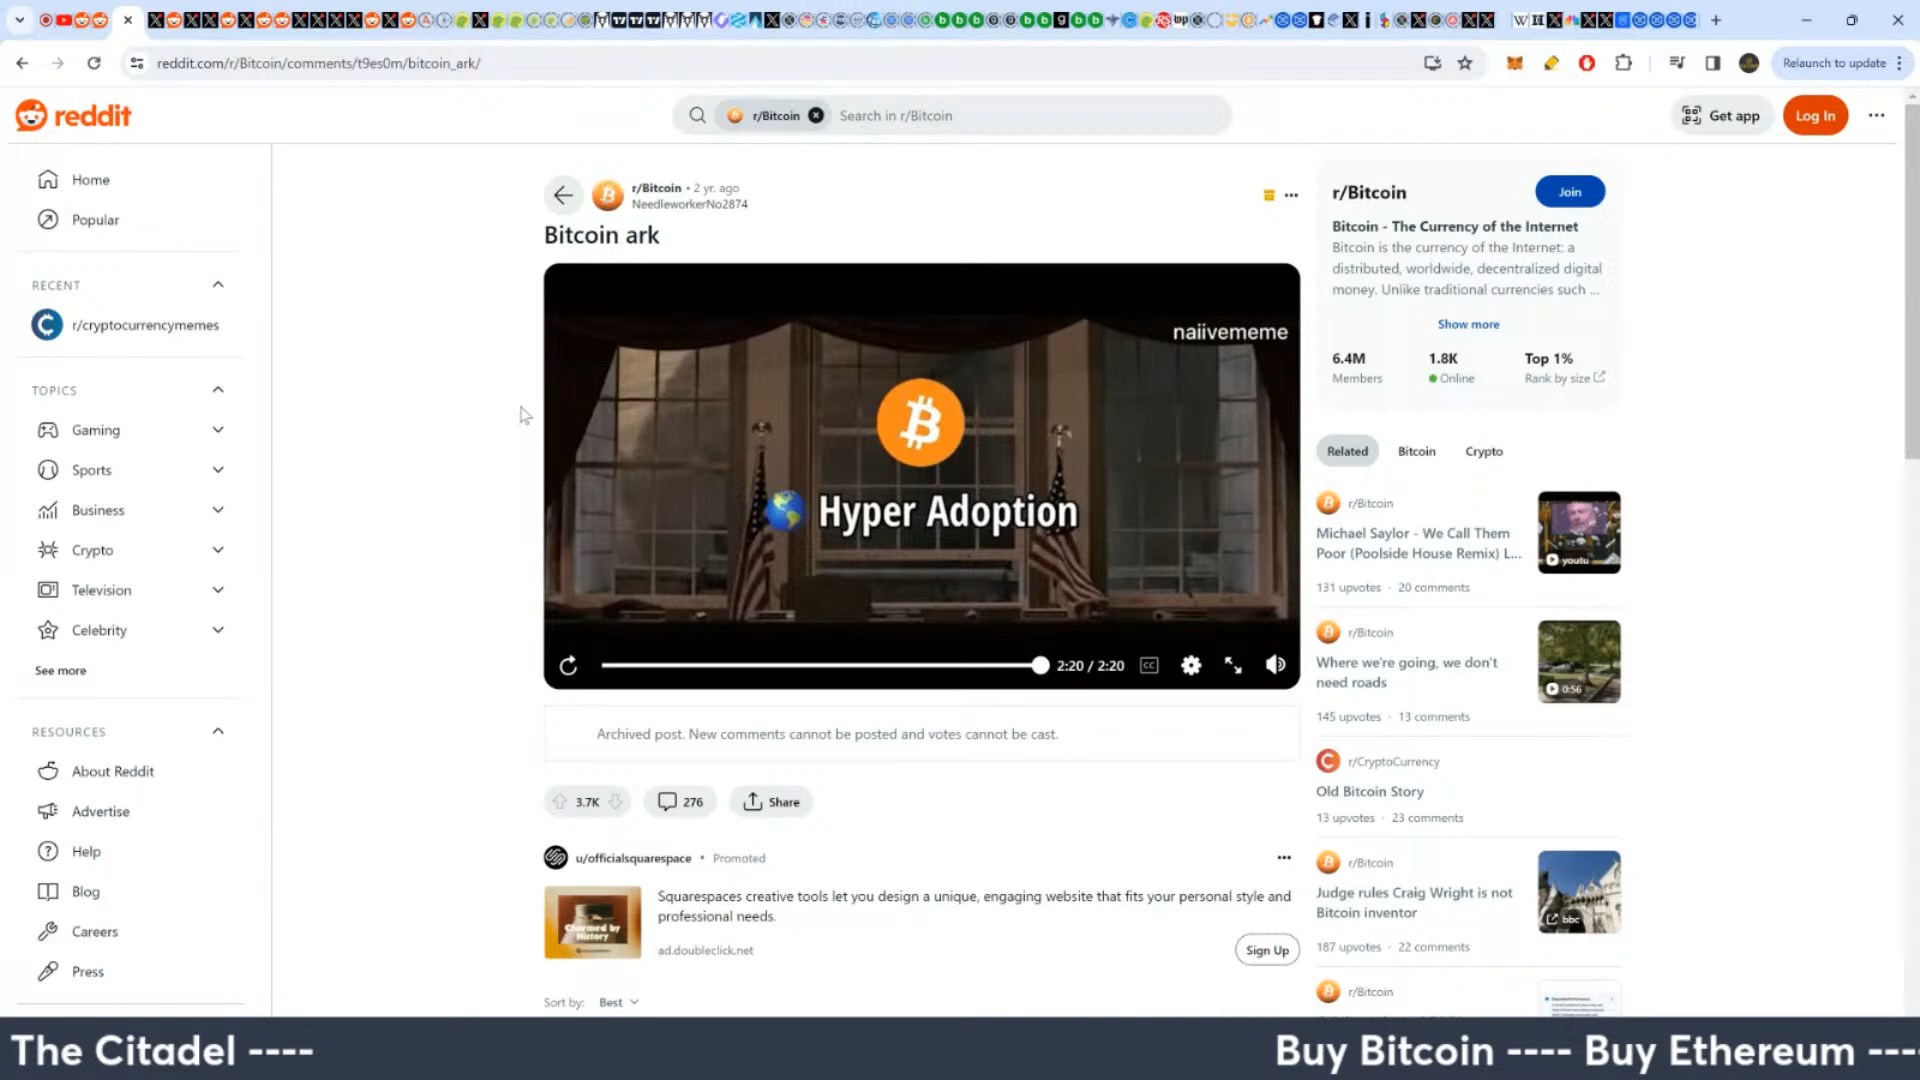 reddit.com/r/Bitcoin/comments/t9es0m/bitcoin_ark/
Relaunch to update
reddit
r/Bitcoin
Search in r/Bitcoin
Get app
Log In
Home
Popular
RECENT
r/cryptocurrencymemes
TOPICS
Gaming
Sports
Business
Crypto
Television
Celebrity
See more
RESOURCES
About Reddit
Advertise
Help
Blog
Careers
Press
r/Bitcoin • 2 yr. ago
NeedleworkerNo2874
Bitcoin ark
naiivememe
Hyper Adoption
2:20 / 2:20
CC
Archived post. New comments cannot be posted and votes cannot be cast.
3.7K
276
Share
u/officialsquarespace • Promoted
Squarespaces creative tools let you design a unique, engaging website that fits your personal style and
professional needs.
Charmed by
History
ad.doubleclick.net
Sign Up
Sort by: Best
r/Bitcoin
Join
Bitcoin - The Currency of the Internet
Bitcoin is the currency of the Internet: a
distributed, worldwide, decentralized digital
money. Unlike traditional currencies such ...
Show more
6.4M
Members
1.8K
Online
Top 1%
Rank by size
Related
Bitcoin
Crypto
r/Bitcoin
Michael Saylor - We Call Them
Poor (Poolside House Remix) L...
youtu
131 upvotes · 20 comments
r/Bitcoin
Where we're going, we don't
need roads
0:56
145 upvotes · 13 comments
r/CryptoCurrency
Old Bitcoin Story
13 upvotes · 23 comments
r/Bitcoin
Judge rules Craig Wright is not
Bitcoin inventor
bbc
187 upvotes · 22 comments
r/Bitcoin
The Citadel ----
Buy Bitcoin ---- Buy Ethereum ----